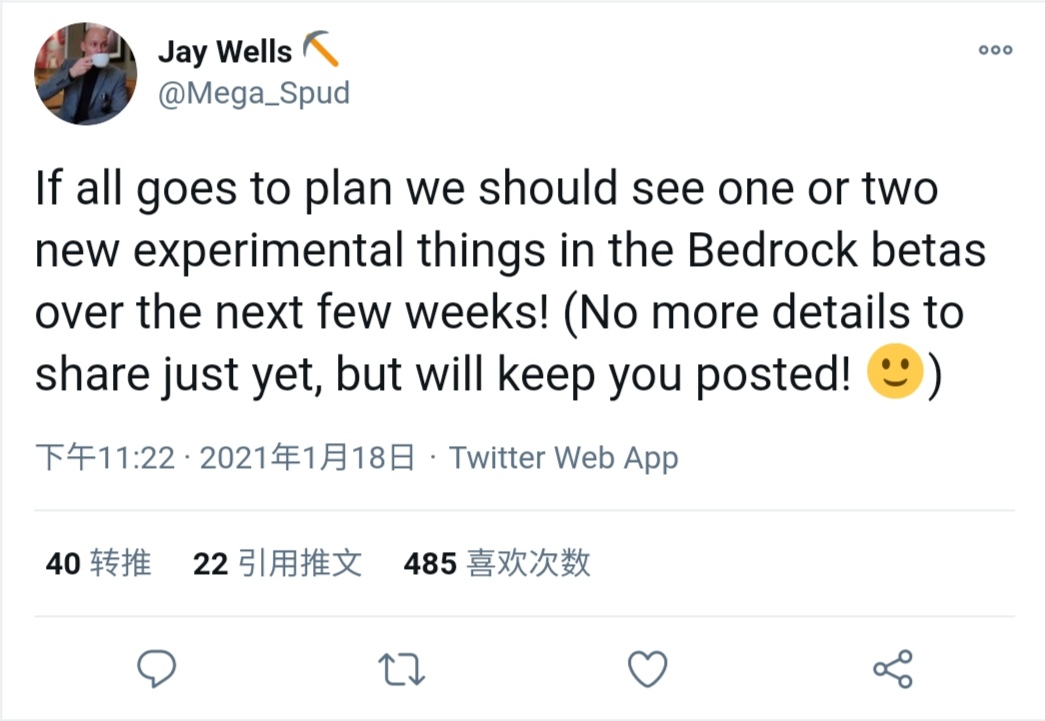 Jay Wells ⛏
@Mega_Spud
If all goes to plan we should see one or two
new experimental things in the Bedrock betas
over the next few weeks! (No more details to
share just yet, but will keep you posted! 🙂)
下午11:22 · 2021年1月18日 · Twitter Web App
40 转推 22 引用推文 485 喜欢次数